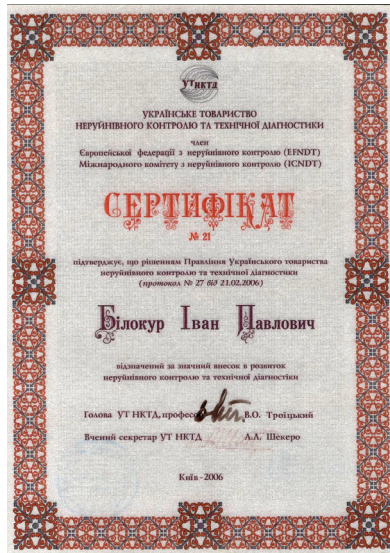 УТНКТД
УКРАЇНСЬКЕ ТОВАРИСТВО
НЕРУЙНІВНОГО КОНТРОЛЮ ТА ТЕХНІЧНОЇ ДІАГНОСТИКИ
член
Європейської федерації з неруйнівного контролю (EFNDT)
Міжнародного комітету з неруйнівного контролю (ICNDT)
СЕРТИФІКАТ
№ 21
підтверджує, що рішенням Правління Українського товариства
неруйнівного контролю та технічної діагностики
(протокол № 27 від 21.02.2006)
Білокур Іван Павлович
відзначений за значний внесок в розвиток
неруйнівного контролю та технічної діагностіки
Голова УТ НКТД, професор В.О. Троїцький
Вчений секретар УТ НКТД А.Л. Шекеро
Київ - 2006